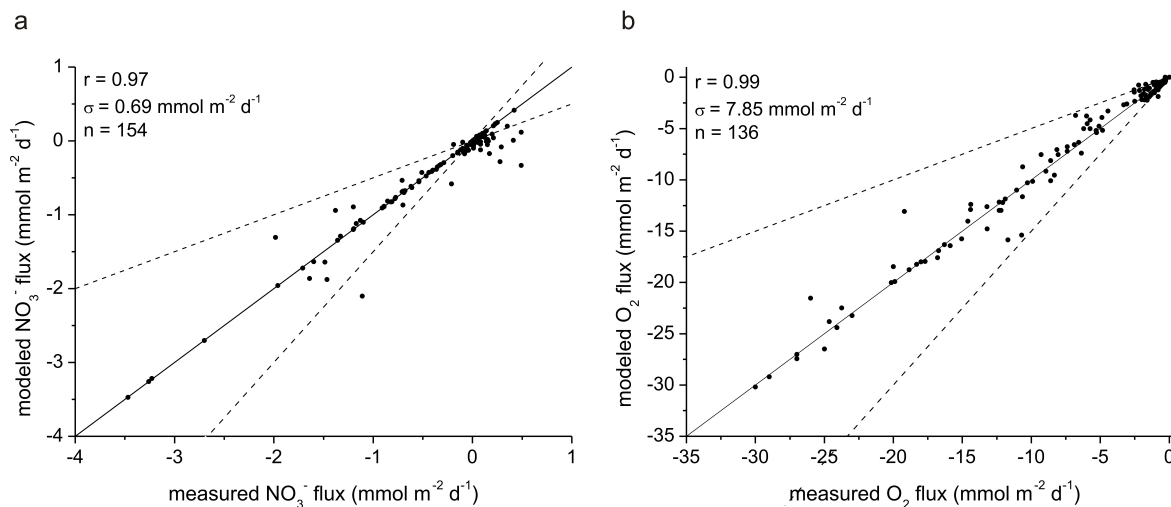 a
modeled NO₃⁻ flux (mmol m⁻² d⁻¹)
r = 0.97
σ = 0.69 mmol m⁻² d⁻¹
n = 154
1
0
-1
-2
-3
-4
-4 -3 -2 -1 0 1
measured NO₃⁻ flux (mmol m⁻² d⁻¹)
b
modeled O₂ flux (mmol m⁻² d⁻¹)
r = 0.99
σ = 7.85 mmol m⁻² d⁻¹
n = 136
0
-5
-10
-15
-20
-25
-30
-35
-35 -30 -25 -20 -15 -10 -5 0
measured O₂ flux (mmol m⁻² d⁻¹)